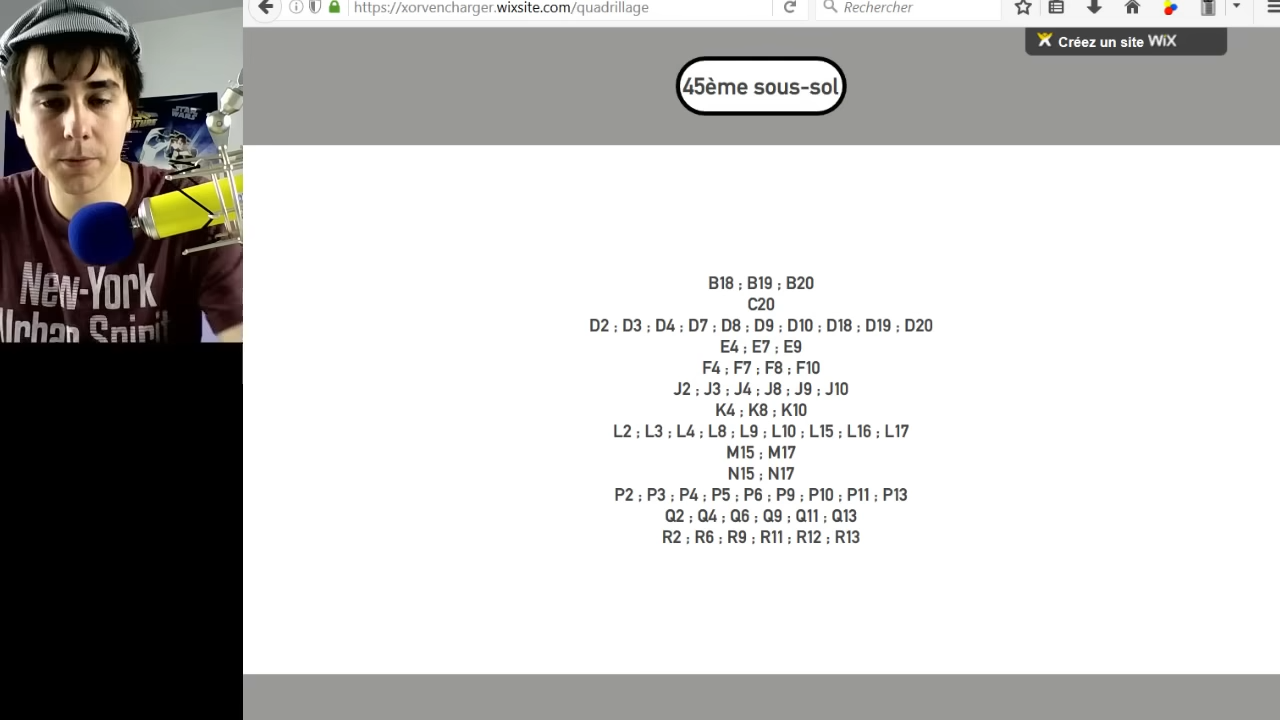 https://xorvencharger.wixsite.com/quadrillage
Rechercher
Créez un site WiX
45ème sous-sol
STAR
WARS
NEW-YORK
URBAN SPIRIT
B18 ; B19 ; B20
C20
D2 ; D3 ; D4 ; D7 ; D8 ; D9 ; D10 ; D18 ; D19 ; D20
E4 ; E7 ; E9
F4 ; F7 ; F8 ; F10
J2 ; J3 ; J4 ; J8 ; J9 ; J10
K4 ; K8 ; K10
L2 ; L3 ; L4 ; L8 ; L9 ; L10 ; L15 ; L16 ; L17
M15 ; M17
N15 ; N17
P2 ; P3 ; P4 ; P5 ; P6 ; P9 ; P10 ; P11 ; P13
Q2 ; Q4 ; Q6 ; Q9 ; Q11 ; Q13
R2 ; R6 ; R9 ; R11 ; R12 ; R13